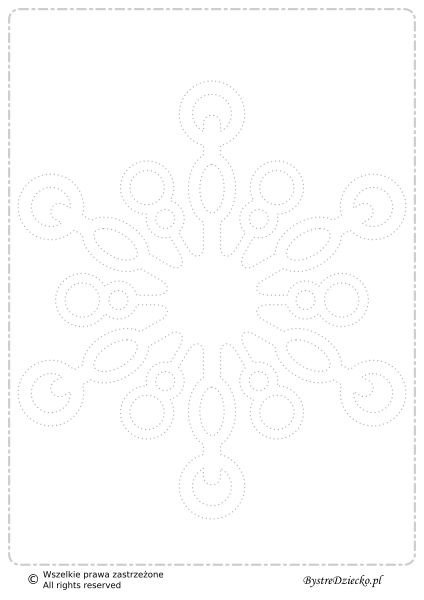 © Wszelkie prawa zastrzeżone
All rights reserved
BystreDziecko.pl